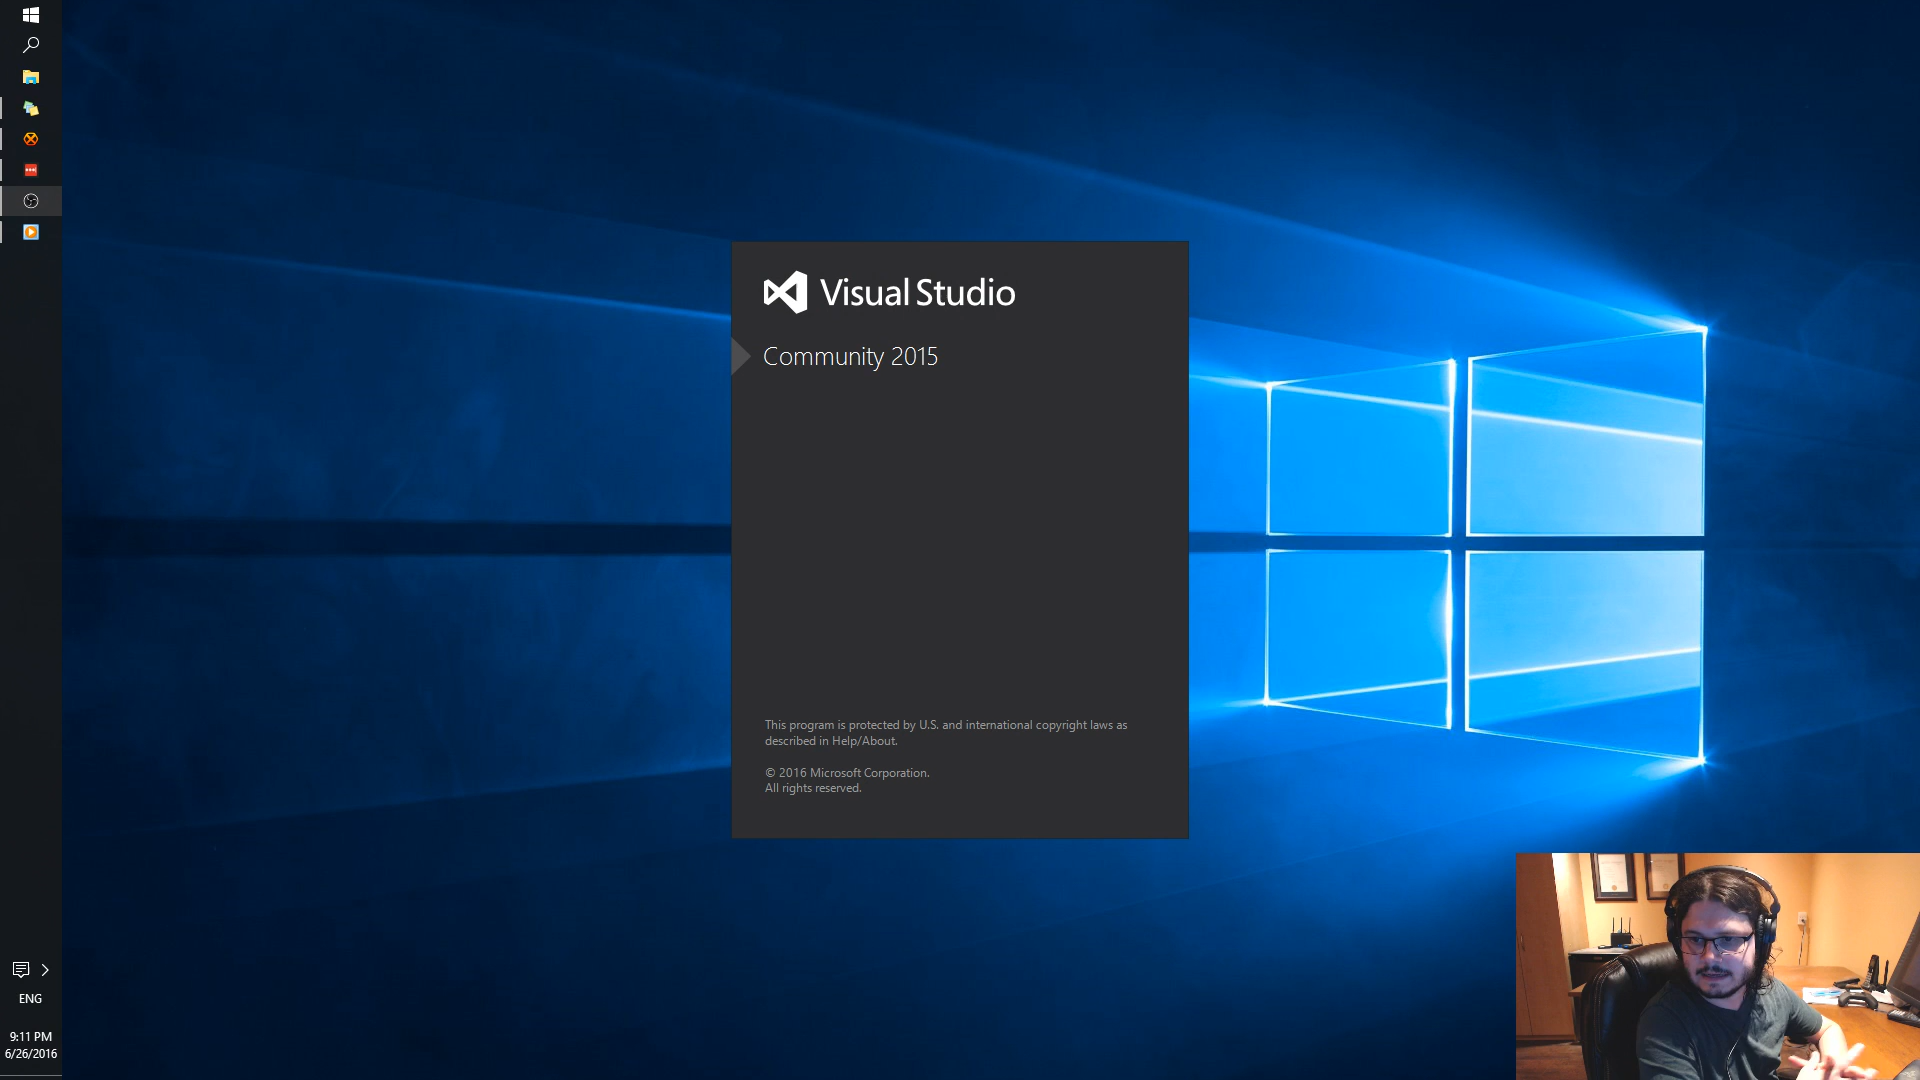 Visual Studio
Community 2015
This program is protected by U.S. and international copyright laws as
described in Help/About.
© 2016 Microsoft Corporation.
All rights reserved.
ENG
9:11 PM
6/26/2016